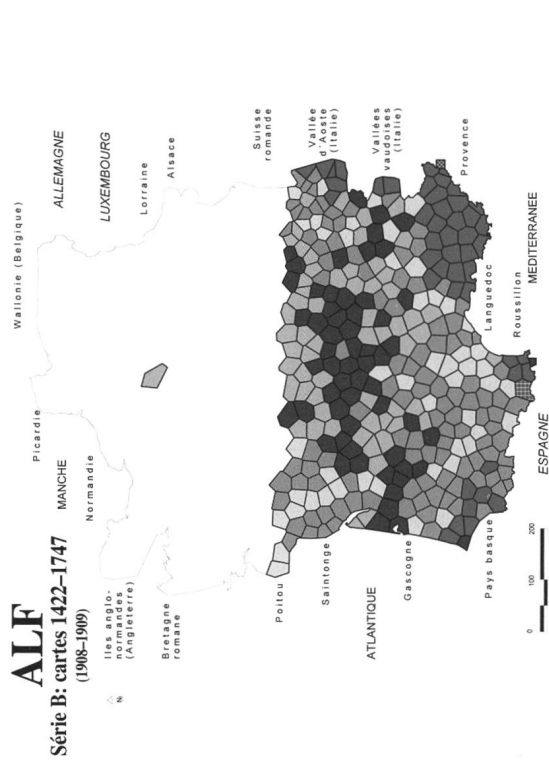 ALF
Série B: cartes 1422–1747
(1908–1909)
N
Iles anglo-
normandes
(Angleterre)
Bretagne
romane
MANCHE
Normandie
Picardie
Wallonie (Belgique)
ALLEMAGNE
LUXEMBOURG
Lorraine
Alsace
Suisse
romande
Vallée
d'Aoste
(Italie)
Vallées
vaudoises
(Italie)
Provence
MEDITERRANEE
Languedoc
Roussillon
ESPAGNE
Poitou
Saintonge
ATLANTIQUE
Gascogne
Pays basque
0 100 200